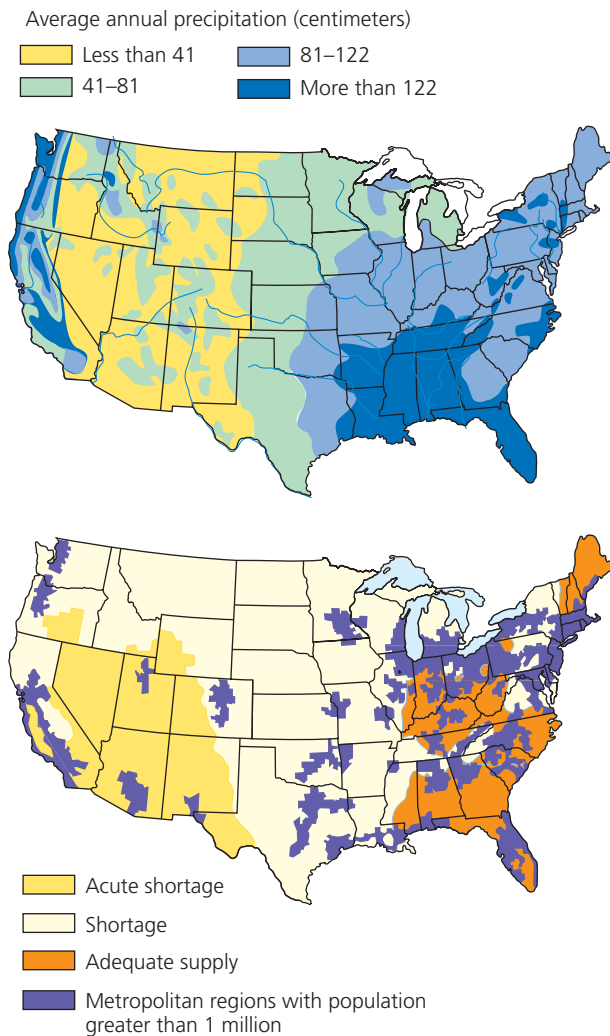 Average annual precipitation (centimeters)
Less than 41
81–122
41–81
More than 122
Acute shortage
Shortage
Adequate supply
Metropolitan regions with population
greater than 1 million